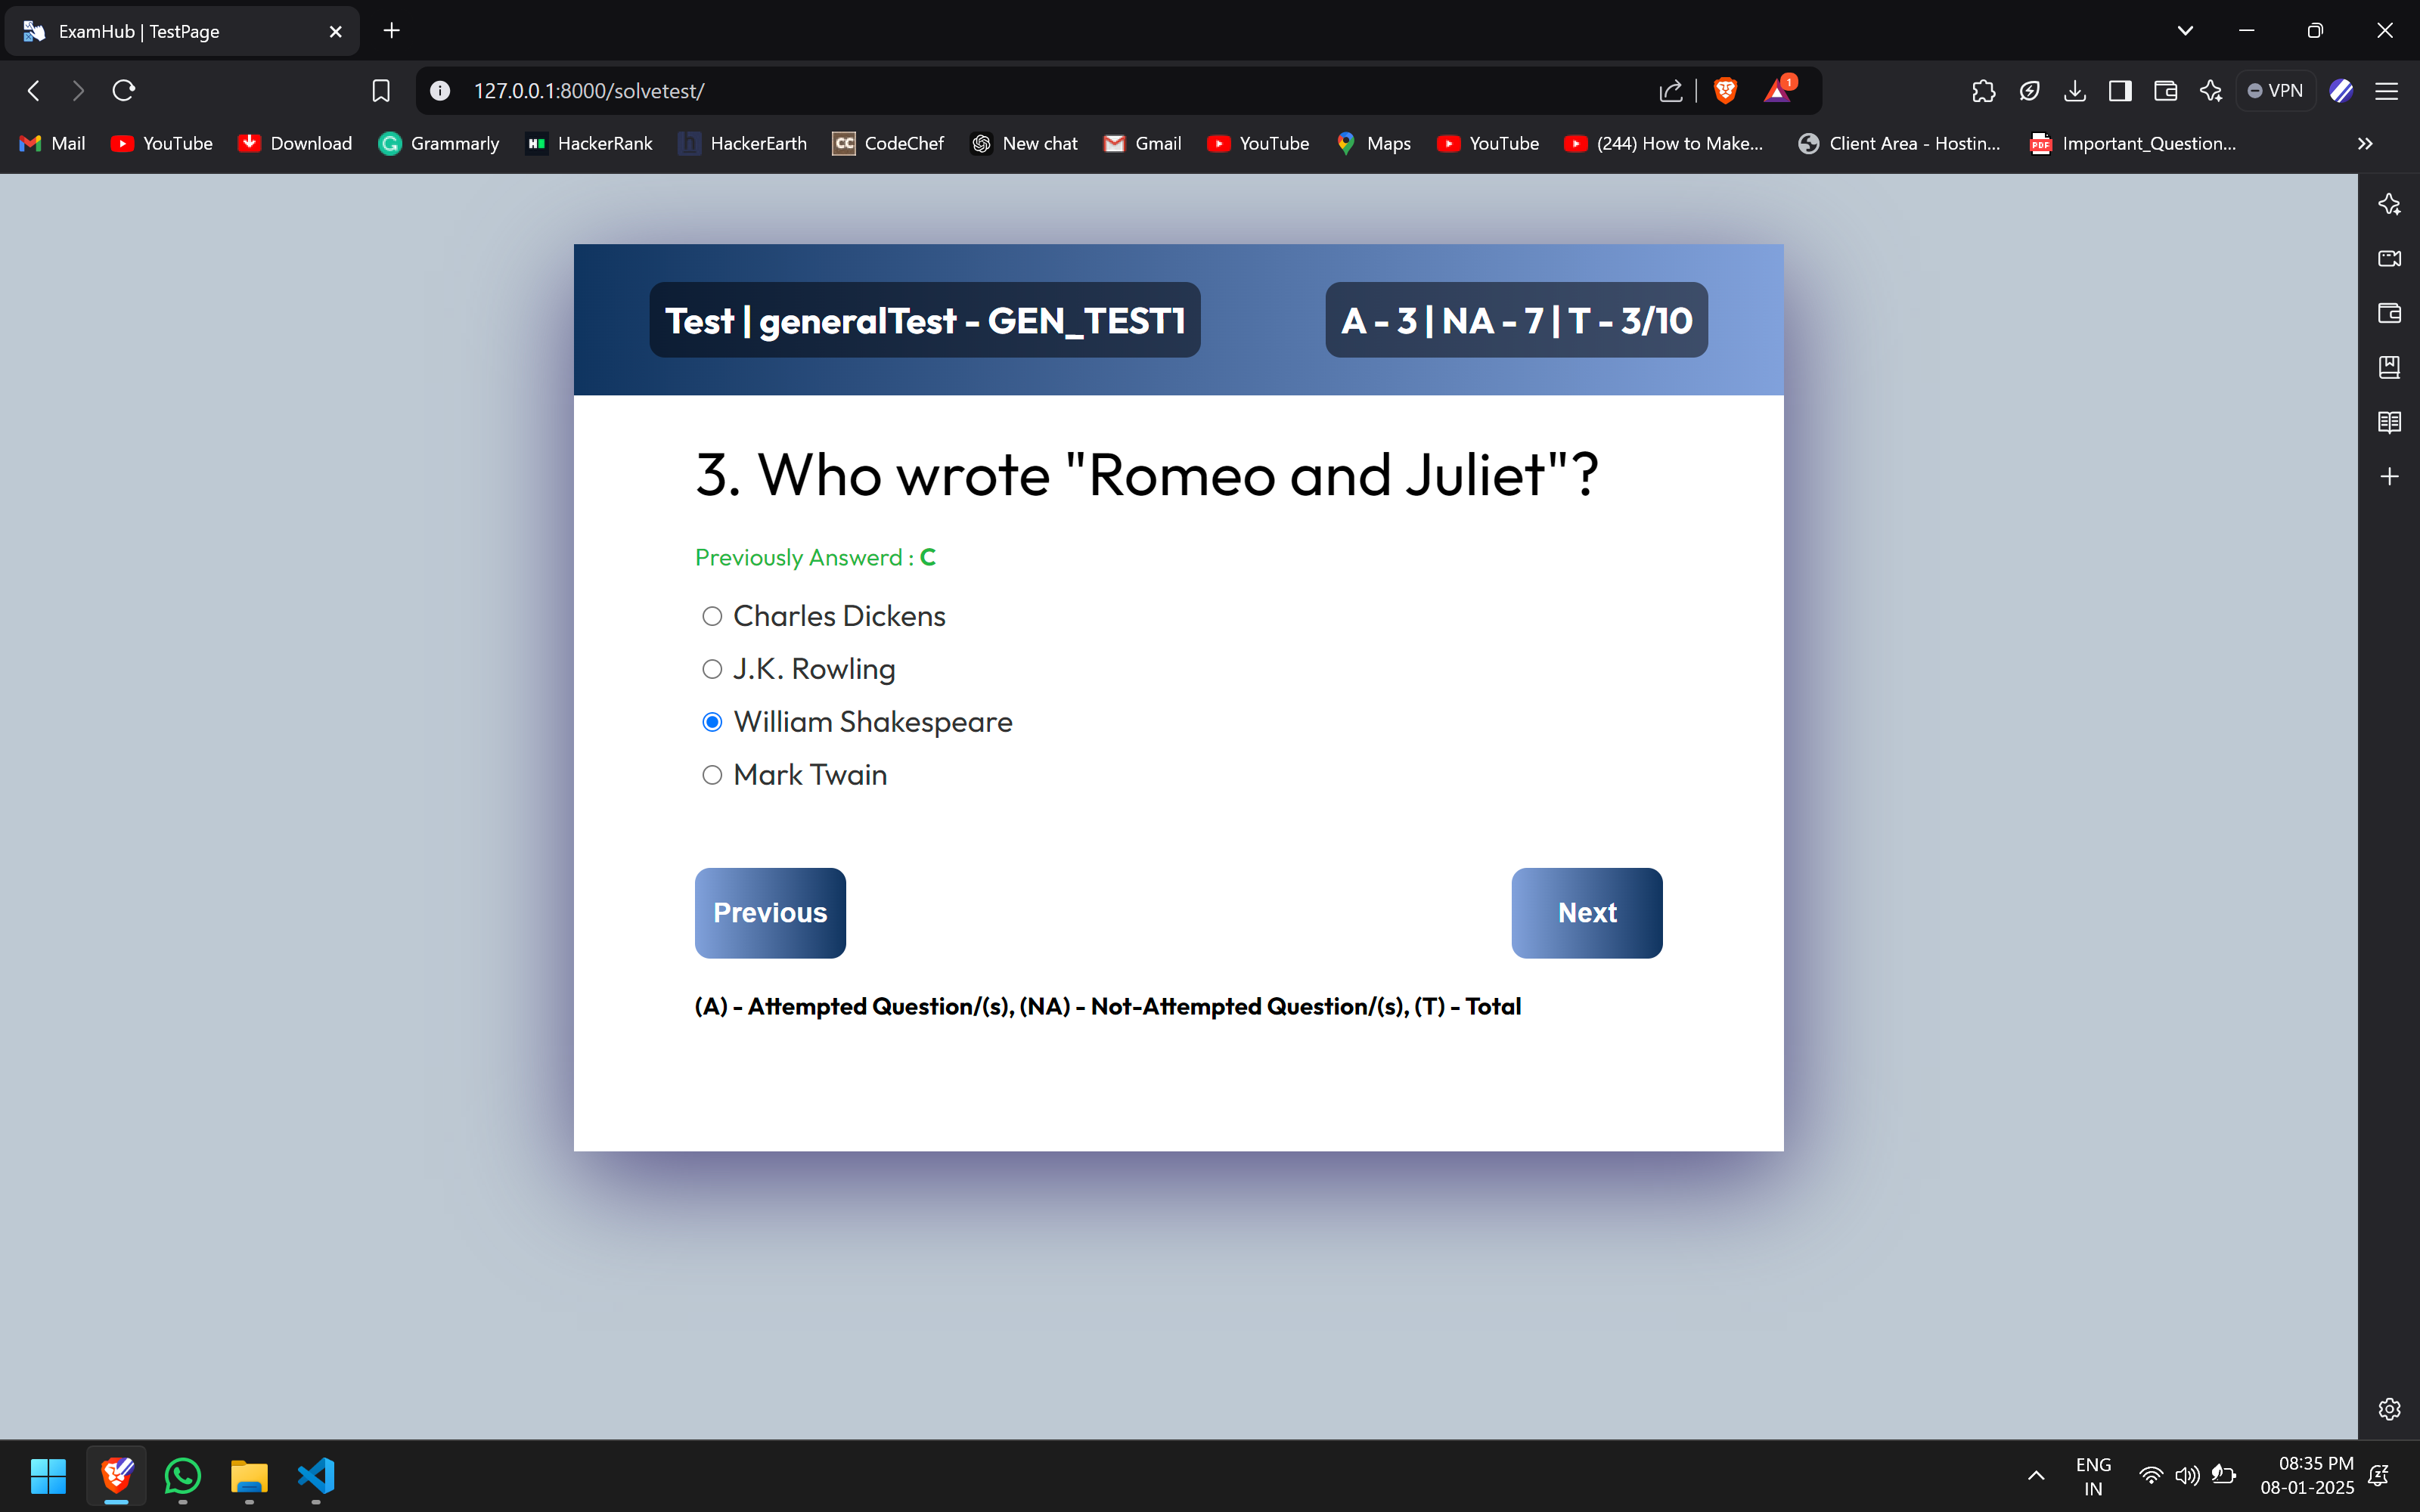 ExamHub | TestPage
127.0.0.1:8000/solvetest/
1
VPN
Mail YouTube Download Grammarly HackerRank HackerEarth CodeChef New chat Gmail YouTube Maps YouTube (244) How to Make... Client Area - Hostin... Important_Question...
Test | generalTest - GEN_TEST1
A - 3 | NA - 7 | T - 3/10
3. Who wrote "Romeo and Juliet"?
Previously Answerd : C
Charles Dickens
J.K. Rowling
William Shakespeare
Mark Twain
Previous
Next
(A) - Attempted Question/(s), (NA) - Not-Attempted Question/(s), (T) - Total
ENG
IN
08:35 PM
08-01-2025